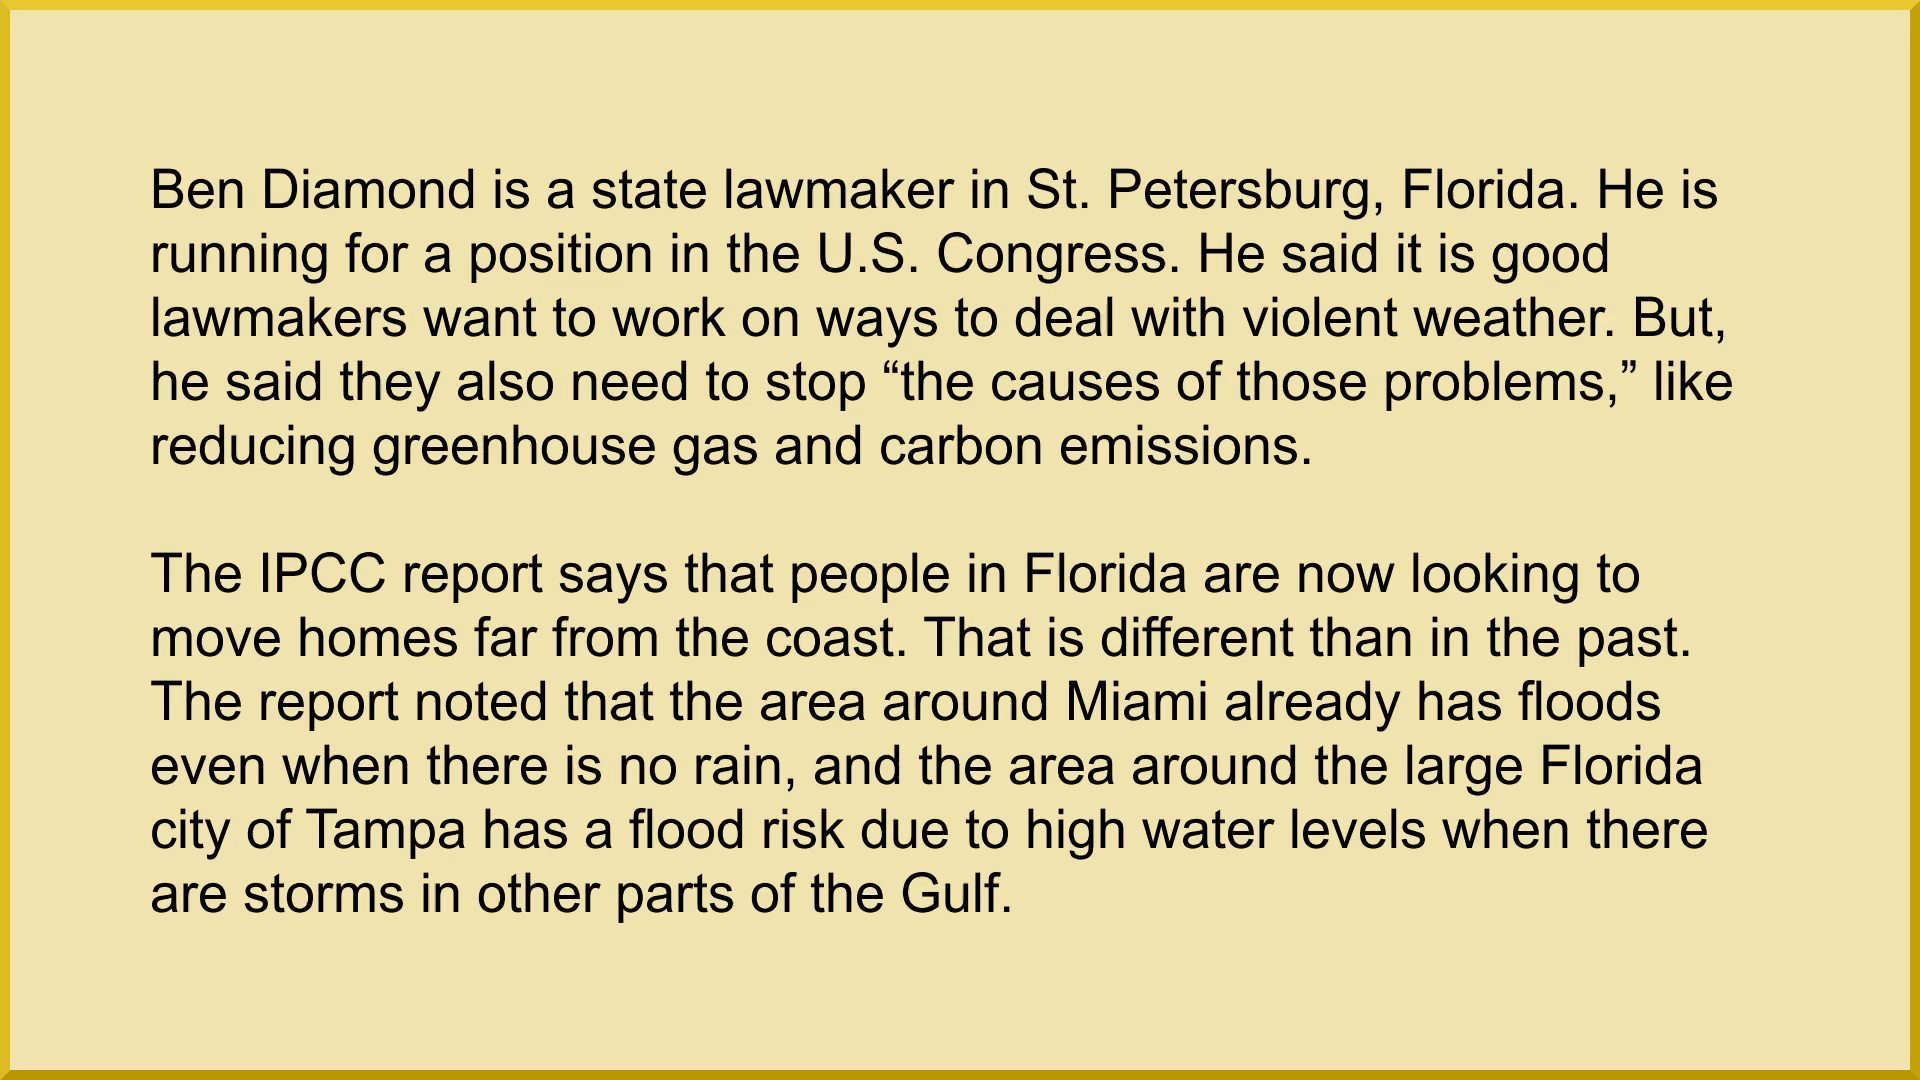 Ben Diamond is a state lawmaker in St. Petersburg, Florida. He is
running for a position in the U.S. Congress. He said it is good
lawmakers want to work on ways to deal with violent weather. But,
he said they also need to stop “the causes of those problems,” like
reducing greenhouse gas and carbon emissions.
The IPCC report says that people in Florida are now looking to
move homes far from the coast. That is different than in the past.
The report noted that the area around Miami already has floods
even when there is no rain, and the area around the large Florida
city of Tampa has a flood risk due to high water levels when there
are storms in other parts of the Gulf.